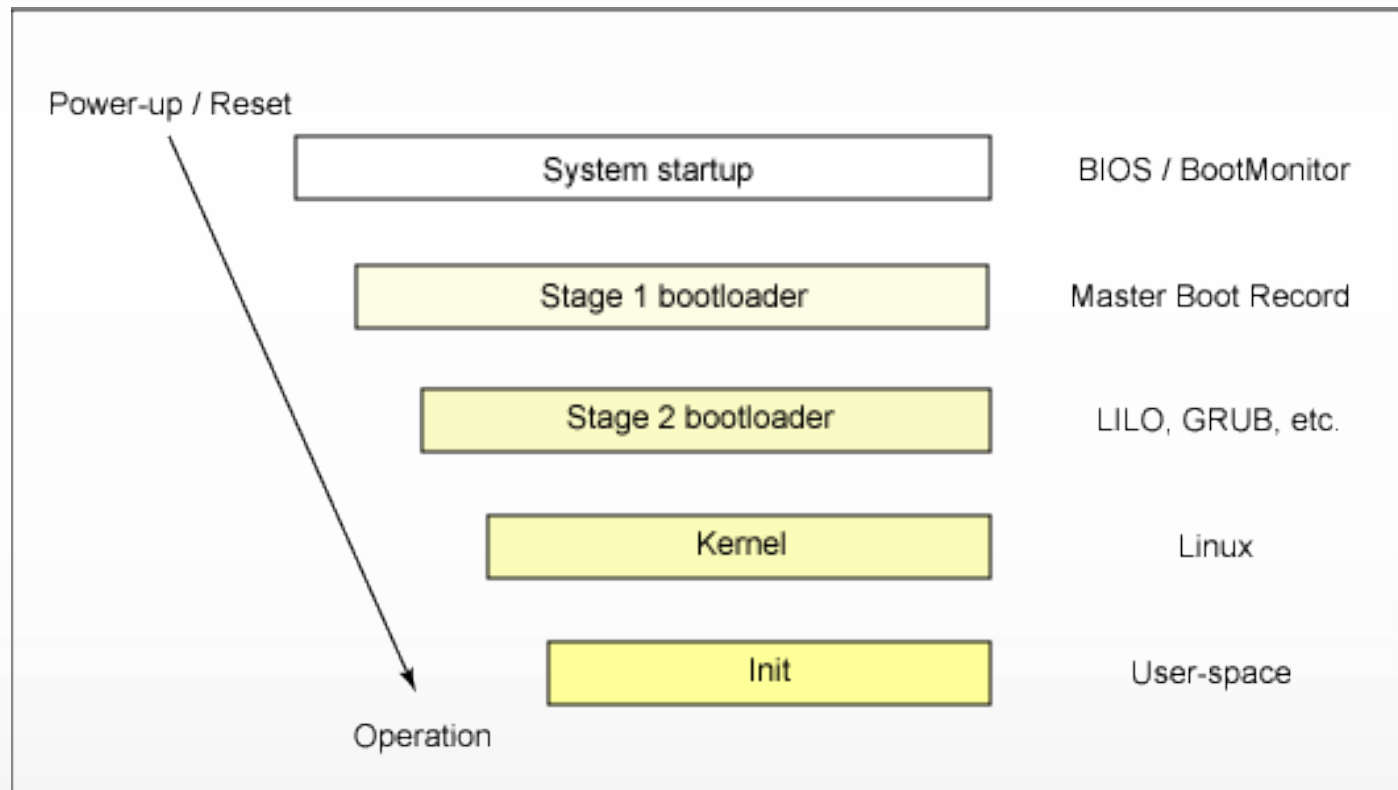 Power-up / Reset
System startup
BIOS / BootMonitor
Stage 1 bootloader
Master Boot Record
Stage 2 bootloader
LILO, GRUB, etc.
Kernel
Linux
Init
User-space
Operation